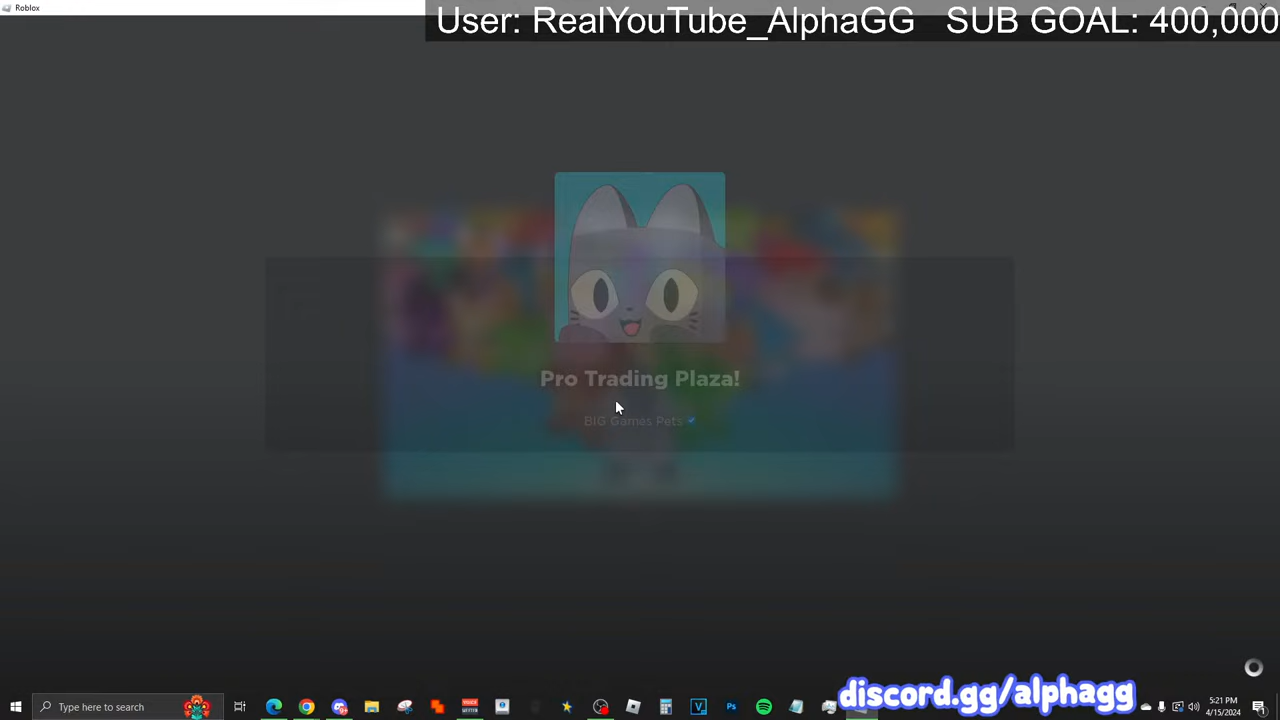 Roblox
User: RealYouTube_AlphaGG SUB GOAL: 400,000
Pro Trading Plaza!
BIG Games Pets
Type here to search
discord.gg/alphagg
5:21 PM
4/15/2024